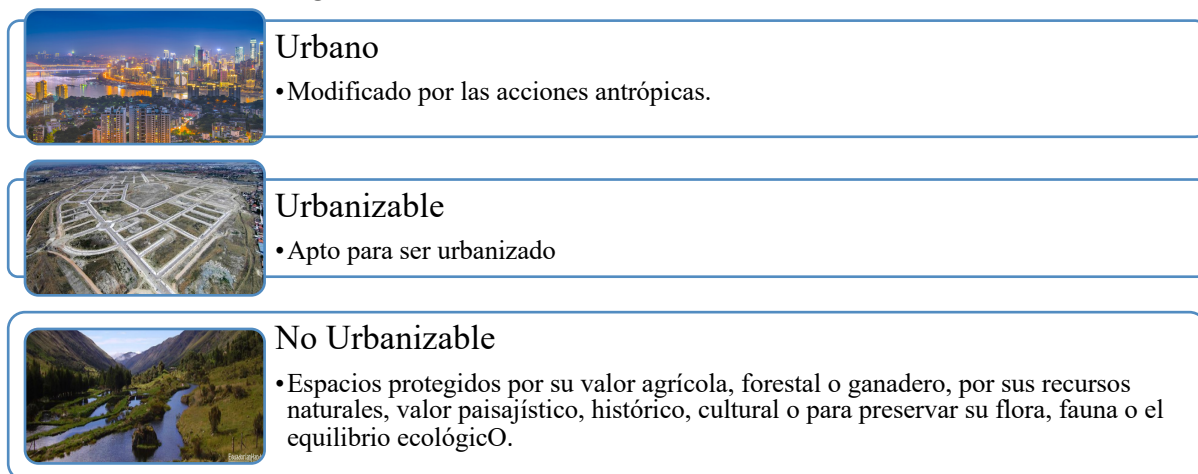 Urbano
•Modificado por las acciones antrópicas.
Urbanizable
•Apto para ser urbanizado
No Urbanizable
•Espacios protegidos por su valor agrícola, forestal o ganadero, por sus recursos
naturales, valor paisajístico, histórico, cultural o para preservar su flora, fauna o el
equilibrio ecológicO.